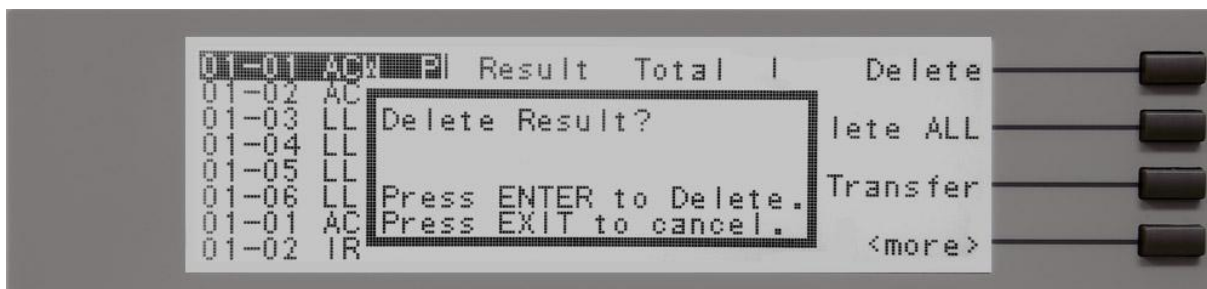 01-01 ACW P Result Total Delete
01-02 AC
01-03 LL
01-04 LL
01-05 LL
01-06 LL
01-01 AC
01-02 IR
Delete Result?
Press ENTER to Delete.
Press EXIT to cancel.
lete ALL
Transfer
<more>